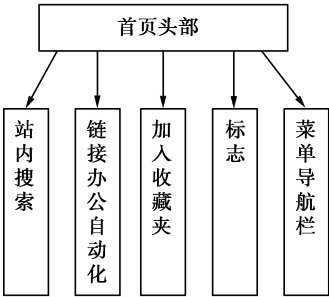 首页头部
站内搜索
链接办公自动化
加入收藏夹
标志
菜单导航栏